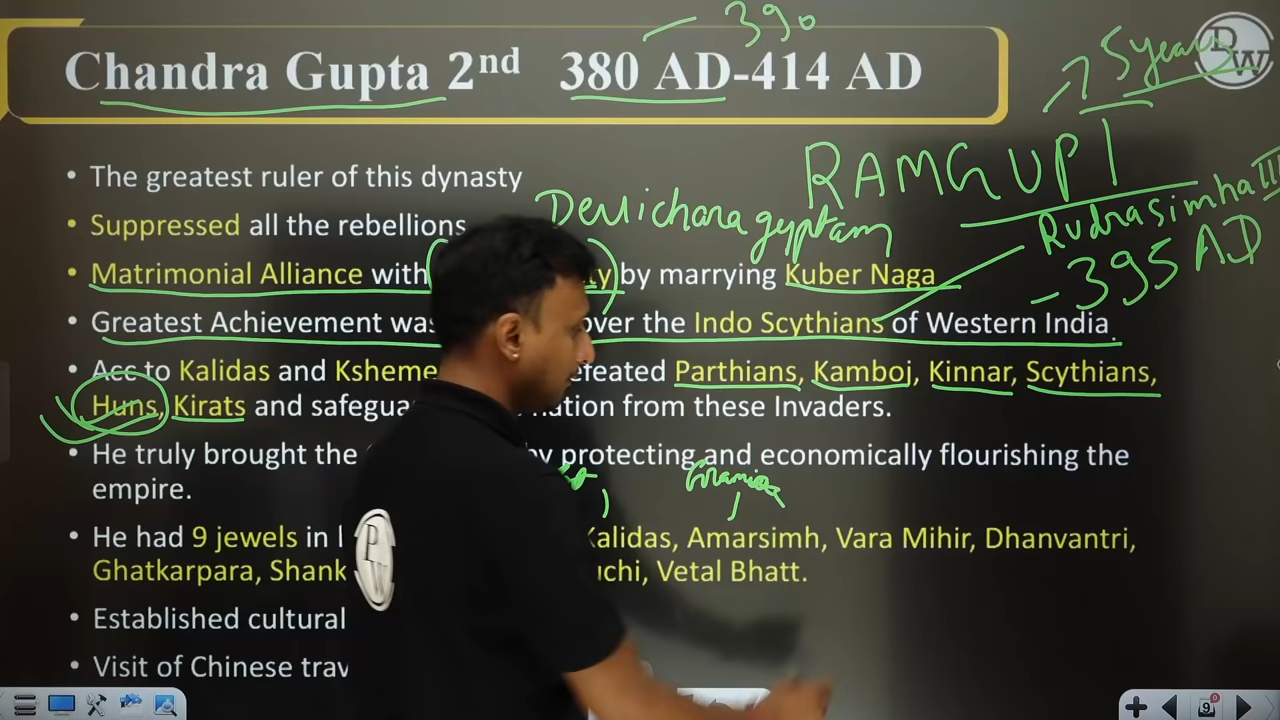 390
Chandra Gupta 2nd 380 AD-414 AD
5 years
PW
RAMGUPT
• The greatest ruler of this dynasty
Devichandraguptam
Rudrasimha III
• Suppressed all the rebellions
-395 AD
• Matrimonial Alliance with ty by marrying Kuber Naga
• Greatest Achievement was over the Indo Scythians of Western India.
• Acc to Kalidas and Ksheme efeated Parthians, Kamboj, Kinnar, Scythians,
Huns, Kirats and safegua nation from these Invaders.
• He truly brought the by protecting and economically flourishing the
empire.
• He had 9 jewels in Kalidas, Amarsimh, Vara Mihir, Dhanvantri,
Ghatkarpara, Shank uchi, Vetal Bhatt.
• Established cultural
• Visit of Chinese trav
PW
9